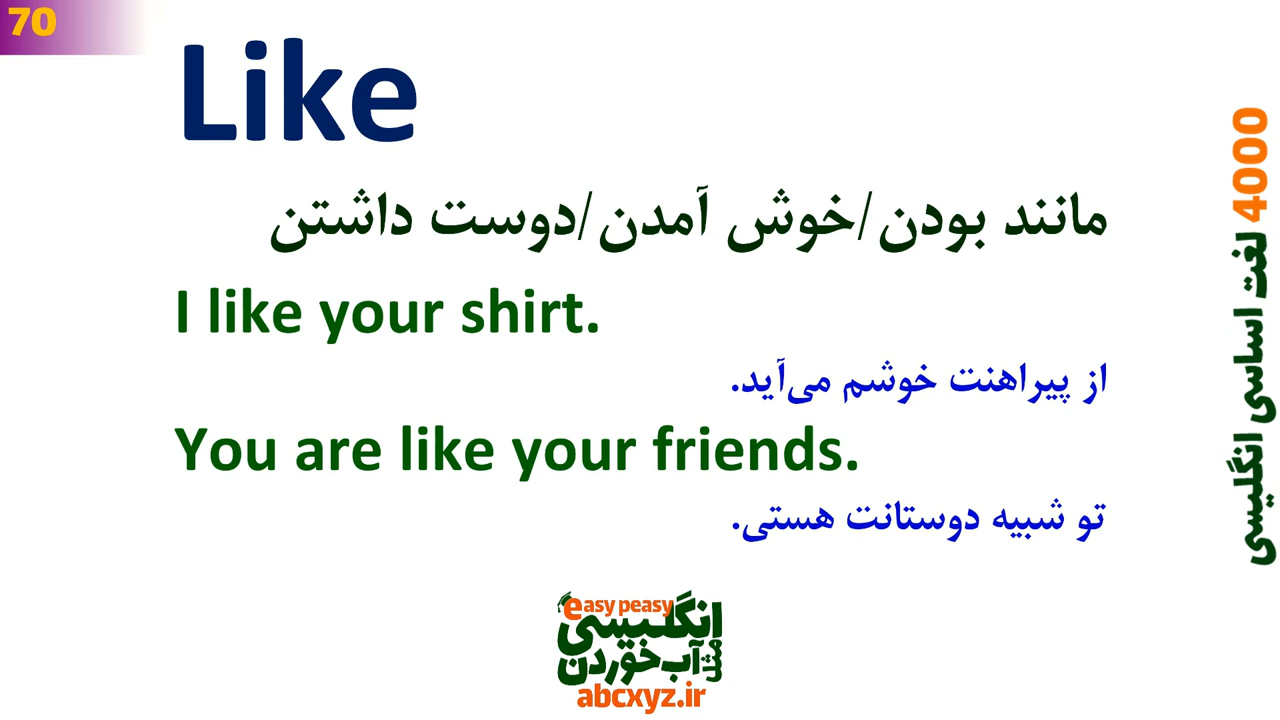 70
Like
مانند بودن/خوش آمدن/دوست داشتن
I like your shirt.
از پیراهنت خوشم می‌آید.
You are like your friends.
تو شبیه دوستانت هستی.
4000 لغت اساسی انگلیسی
easy peasy
انگلیسی
مثل آب خوردن
abcxyz.ir